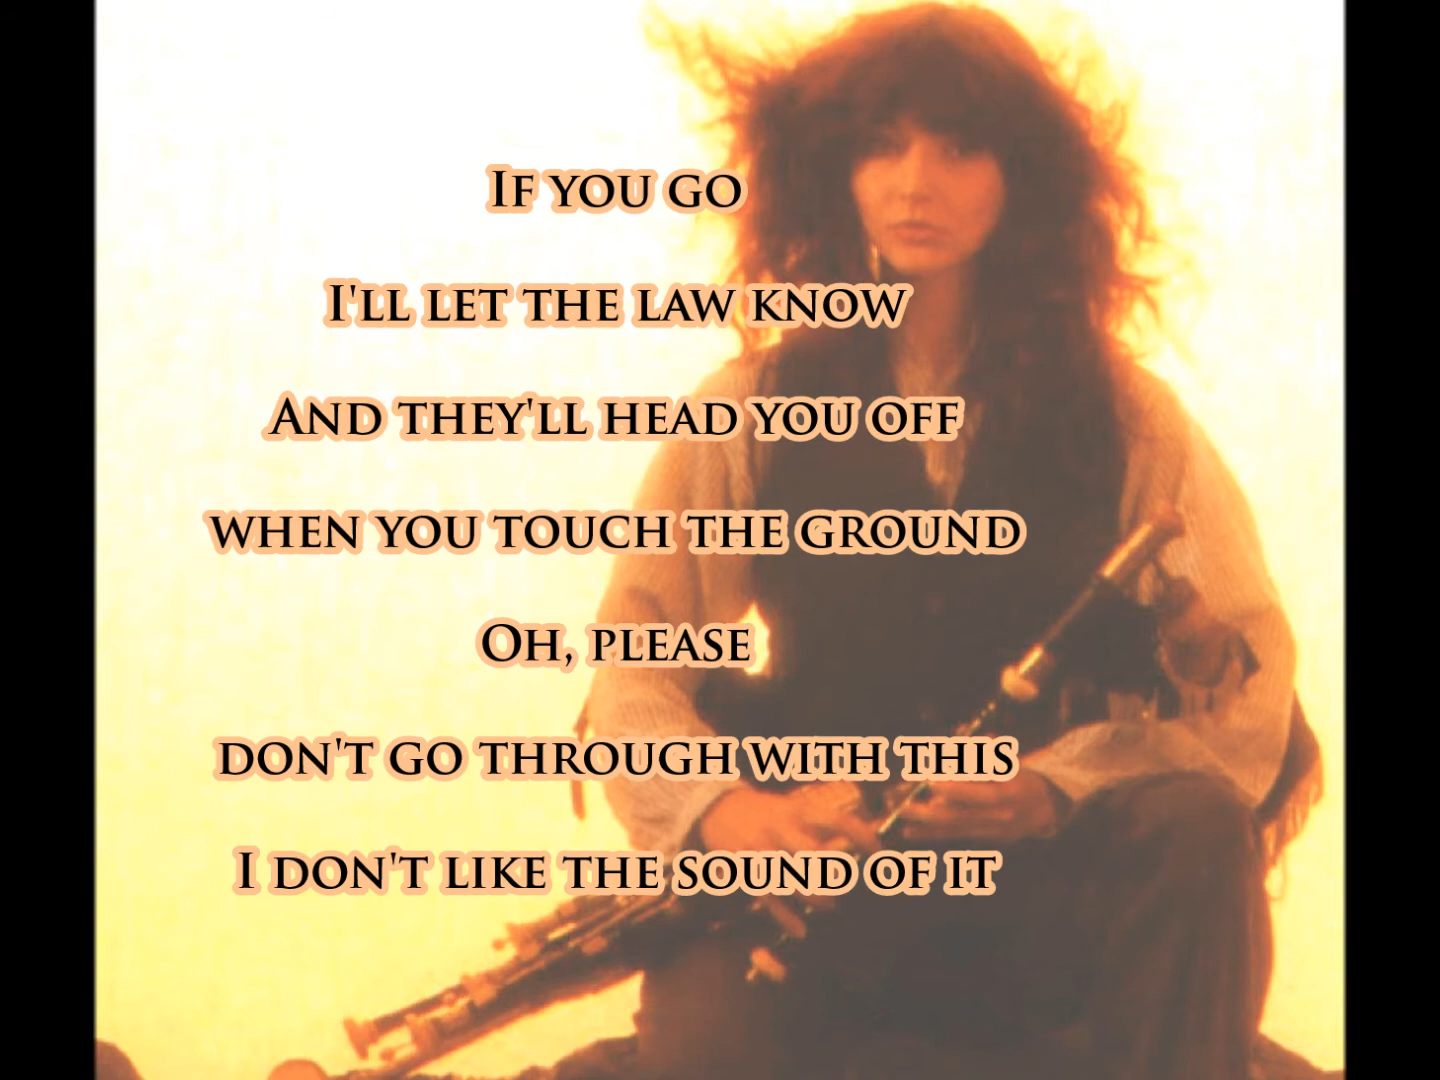 If you go
I'll let the law know
And they'll head you off
when you touch the ground
Oh, please
don't go through with this
I don't like the sound of it